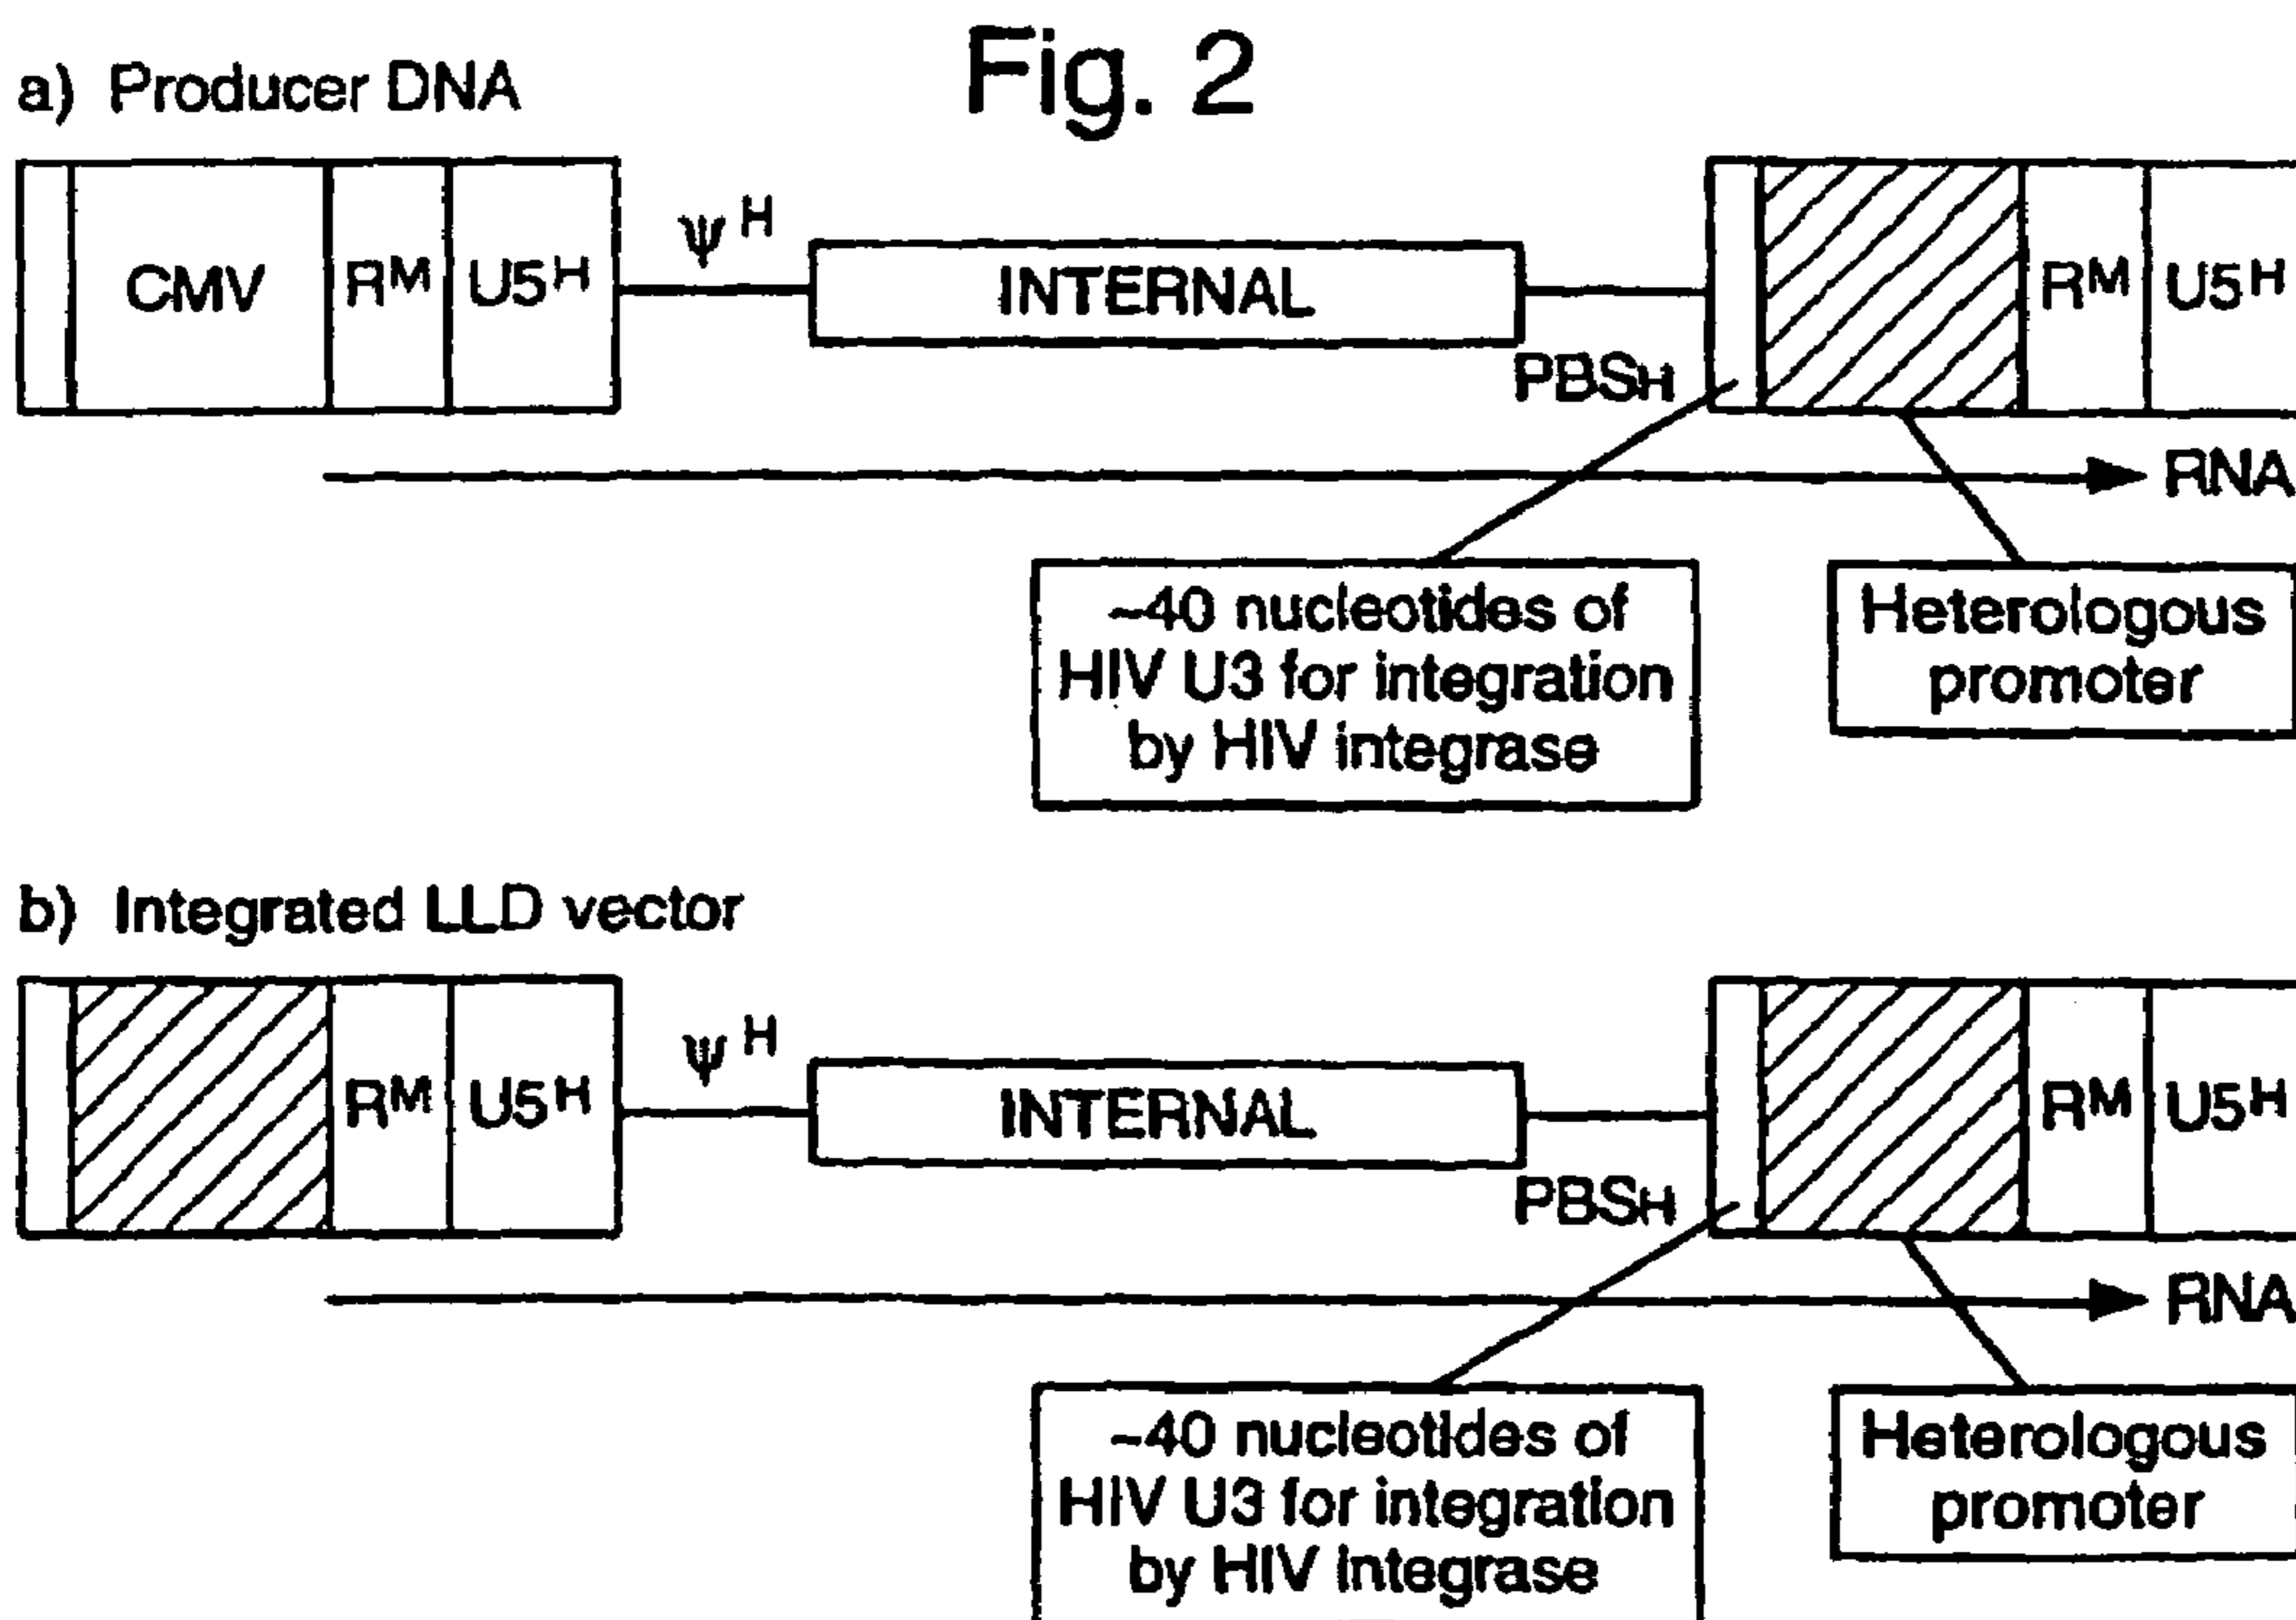 Fig. 2
a) Producer DNA
CMV RM U5H
ψH
INTERNAL
PBSH
RM U5H
RNA
~40 nucleotides of
HIV U3 for integration
by HIV integrase
Heterologous
promoter
b) Integrated LLD vector
RM U5H
ψH
INTERNAL
PBSH
RM U5H
RNA
~40 nucleotides of
HIV U3 for integration
by HIV integrase
Heterologous
promoter